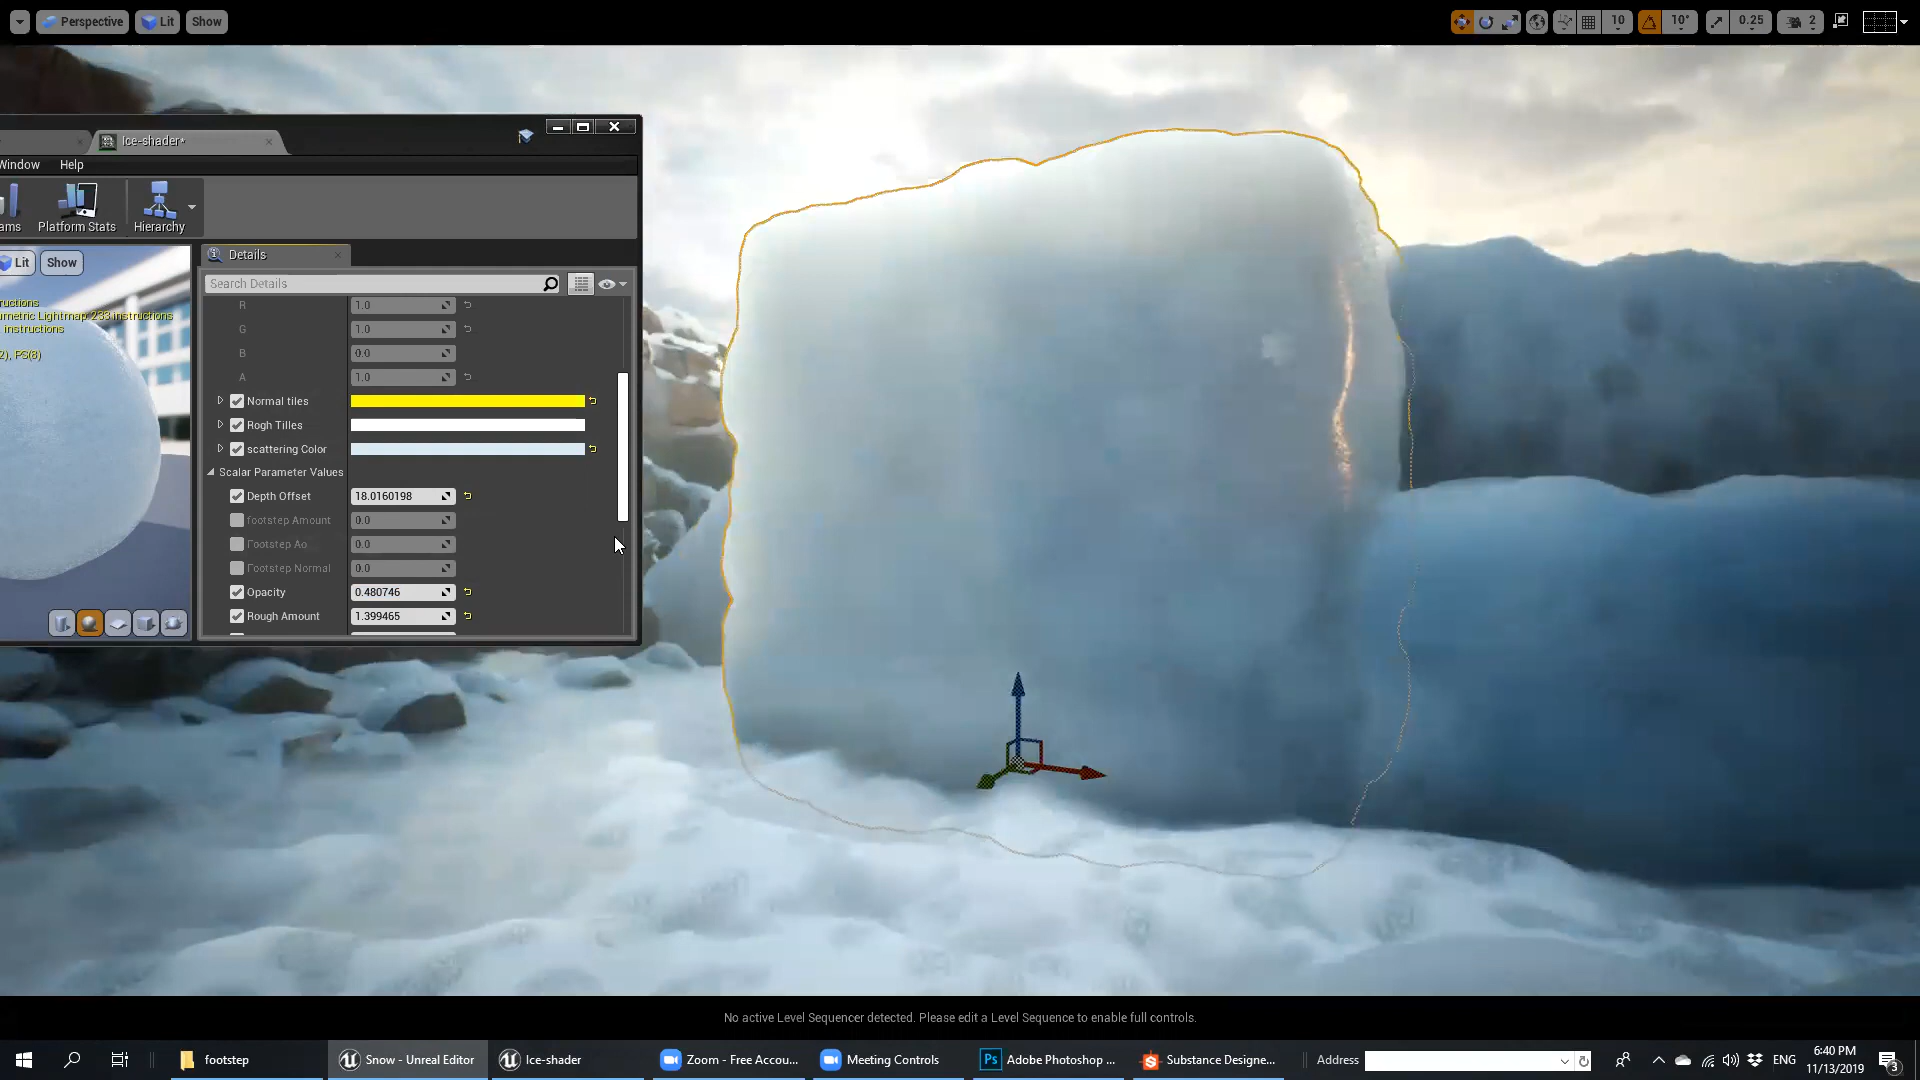 Perspective Lit Show 10 10° 0.25 2
Ice-shader*
Window Help
Platform Stats Hierarchy
Lit Show
Details
Search Details
instructions
233 instructions
PS(8)
R 1.0
G 1.0
B 0.0
A 1.0
Normal tiles
Rogh Tilles
scattering Color
Scalar Parameter Values
Depth Offset 18.0160198
footstep Amount 0.0
Footstep Ao 0.0
Footstep Normal 0.0
Opacity 0.480746
Rough Amount 1.399465
No active Level Sequencer detected. Please edit a Level Sequence to enable full controls.
footstep Snow - Unreal Editor Ice-shader Zoom - Free Accou... Meeting Controls Ps Adobe Photoshop ... Substance Designe... Address ENG 6:40 PM
11/13/2019 3